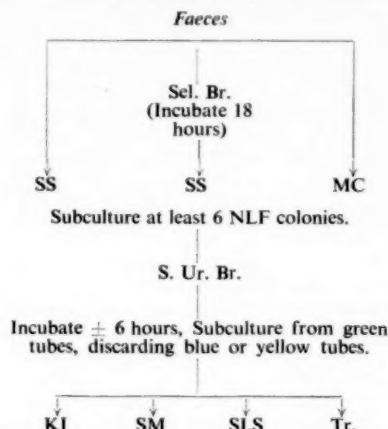 Faeces
Sel. Br.
(Incubate 18
hours)
SS SS MC
Subculture at least 6 NLF colonies.
S. Ur. Br.
Incubate ± 6 hours, Subculture from green
tubes, discarding blue or yellow tubes.
KI SM SLS Tr.